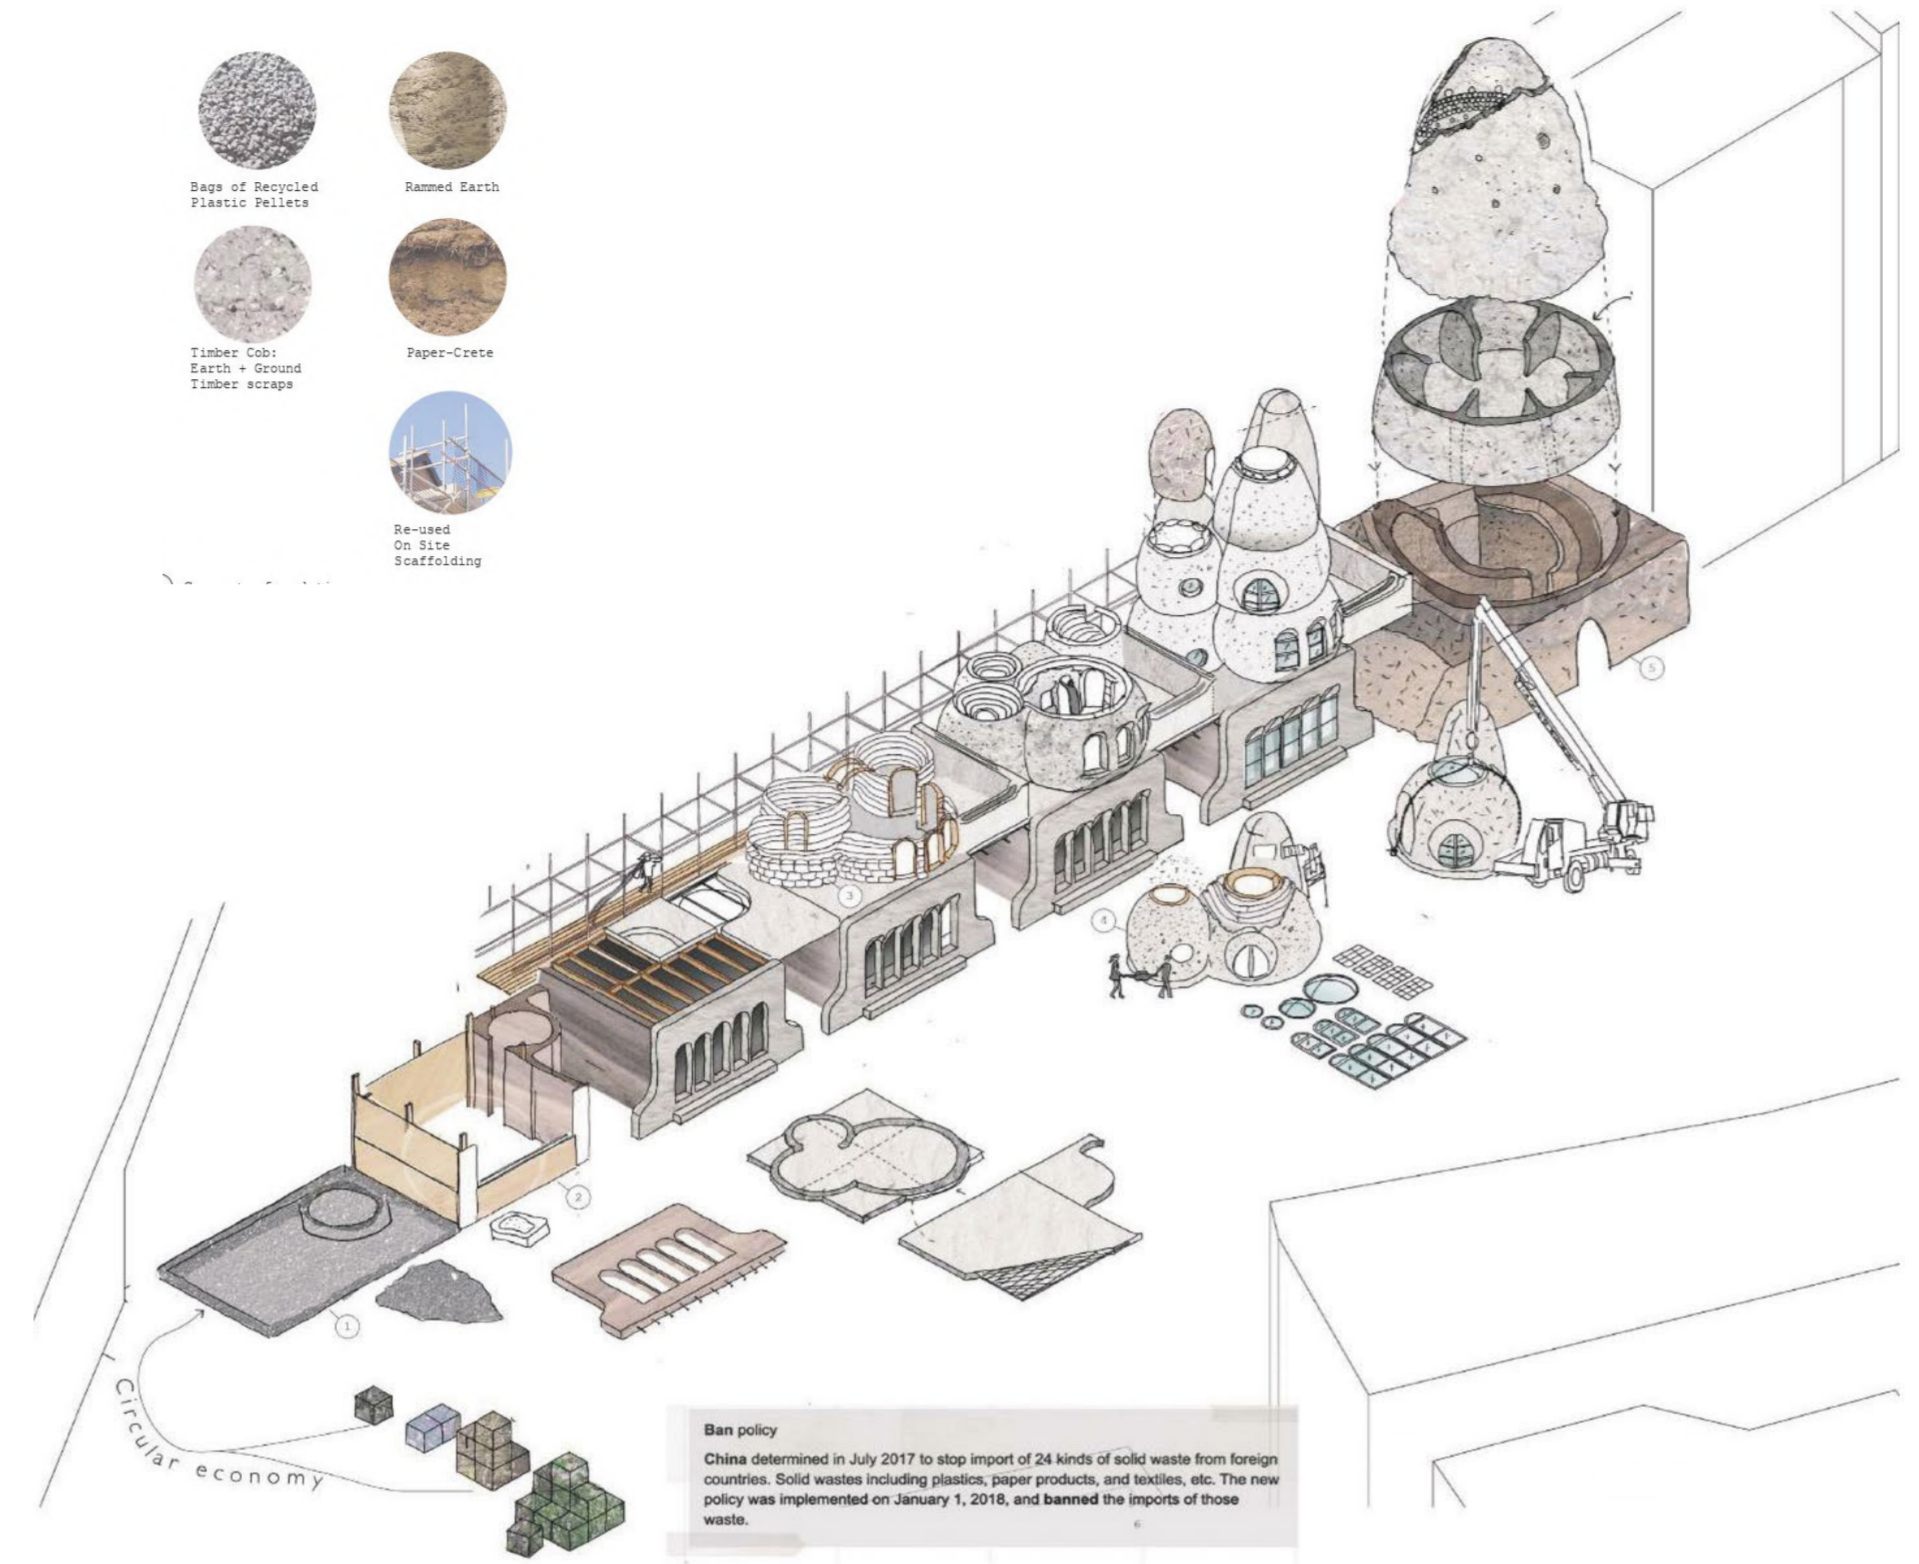 Bags of Recycled
Plastic Pellets
Rammed Earth
Timber Cob:
Earth + Ground
Timber scraps
Paper-Crete
Re-used
On Site
Scaffolding
5
3
4
2
1
Circular economy
Ban policy
China determined in July 2017 to stop import of 24 kinds of solid waste from foreign
countries. Solid wastes including plastics, paper products, and textiles, etc. The new
policy was implemented on January 1, 2018, and banned the imports of those
waste.
6